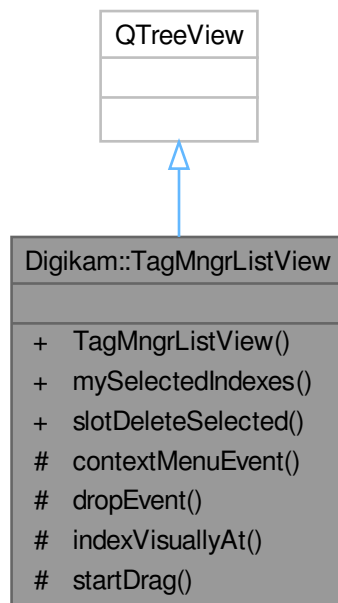 QTreeView
Digikam::TagMngrListView
+ TagMngrListView()
+ mySelectedIndexes()
+ slotDeleteSelected()
# contextMenuEvent()
# dropEvent()
# indexVisuallyAt()
# startDrag()